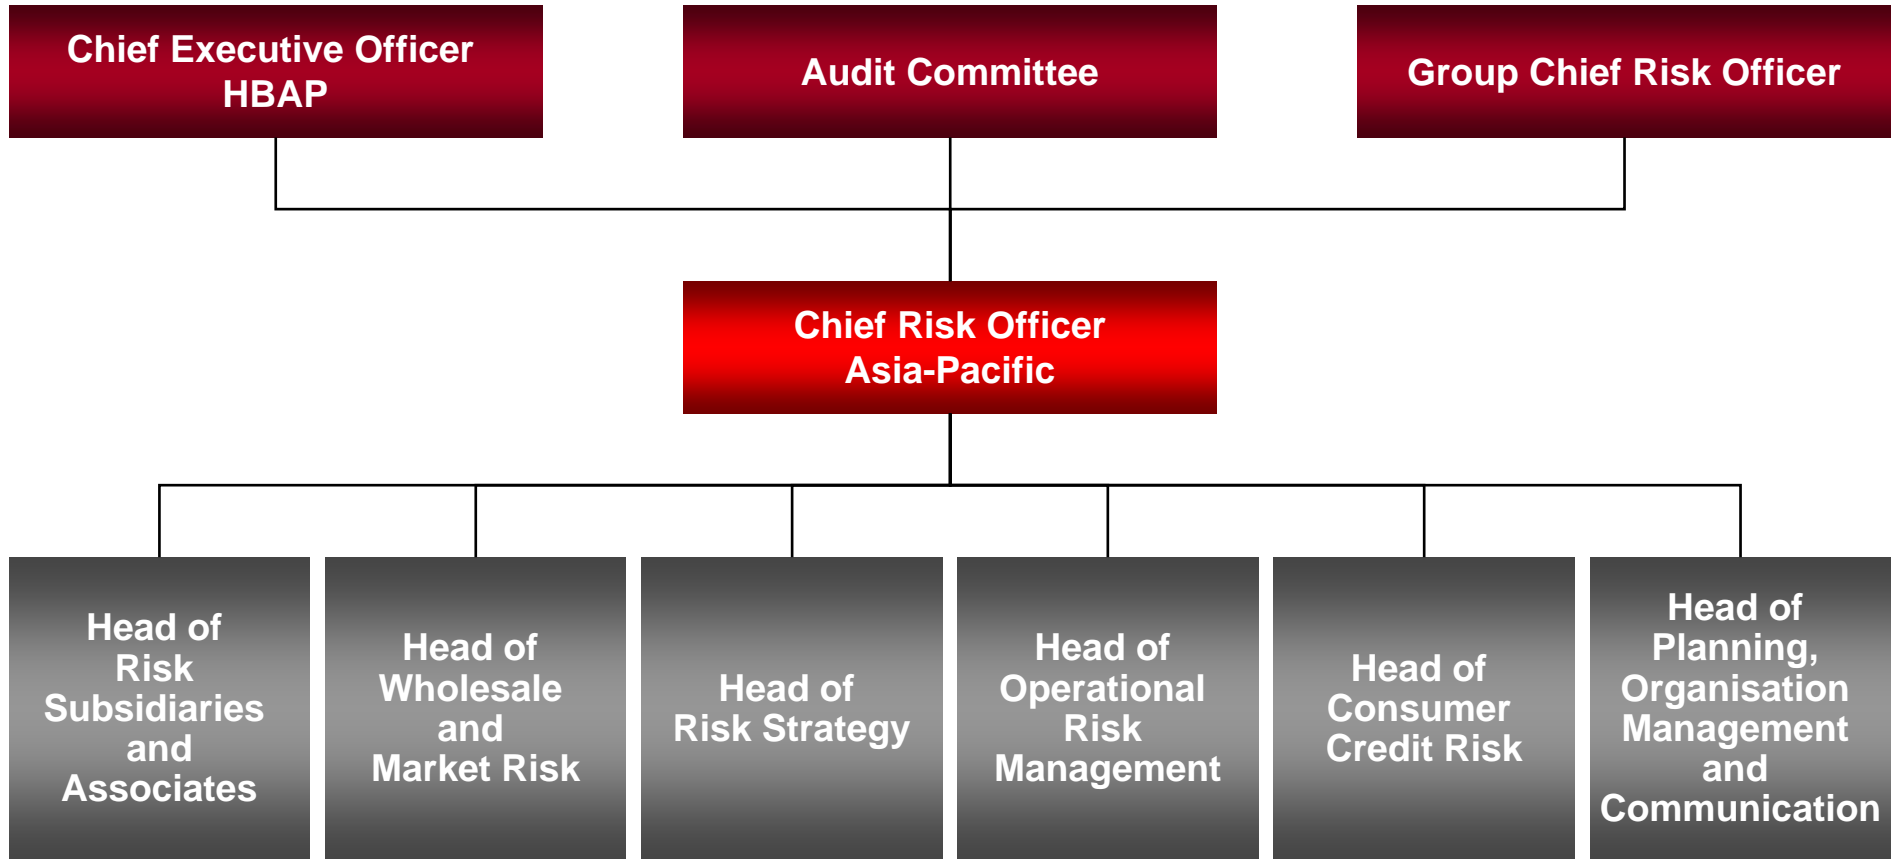 Chief Executive Officer
HBAP
Audit Committee
Group Chief Risk Officer
Chief Risk Officer
Asia-Pacific
Head of
Risk
Subsidiaries
and
Associates
Head of
Wholesale
and
Market Risk
Head of
Risk Strategy
Head of
Operational
Risk
Management
Head of
Consumer
Credit Risk
Head of
Planning,
Organisation
Management
and
Communication